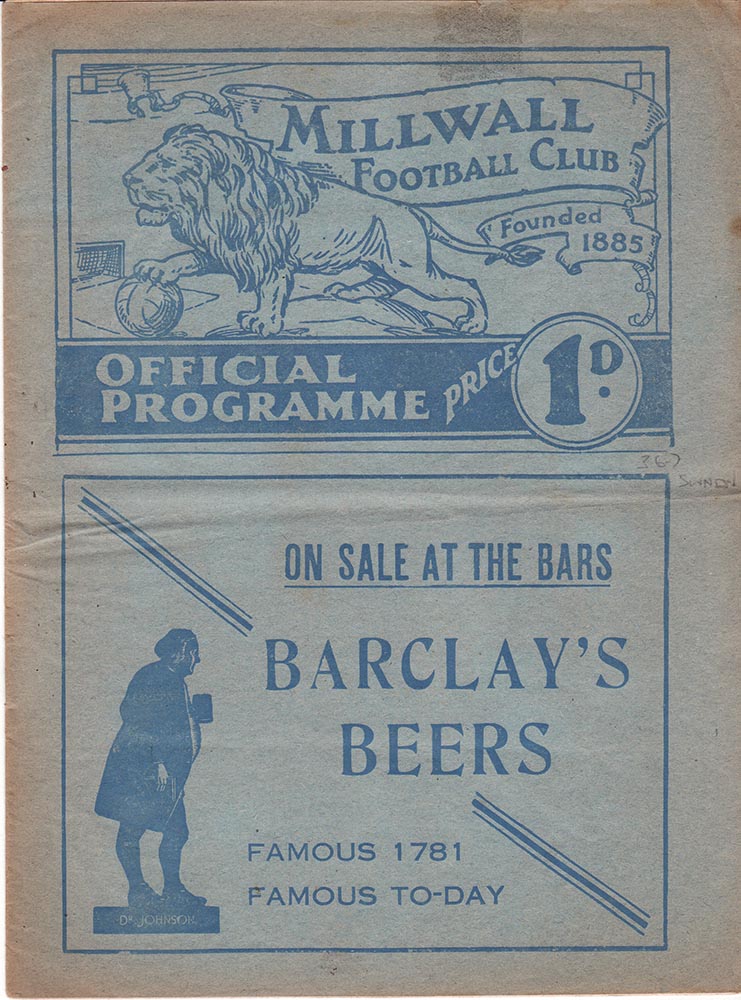 MILLWALL
FOOTBALL CLUB
Founded
1885
OFFICIAL
PROGRAMME
PRICE 1D.
ON SALE AT THE BARS
BARCLAY'S
BEERS
FAMOUS 1781
FAMOUS TO-DAY
DR JOHNSON